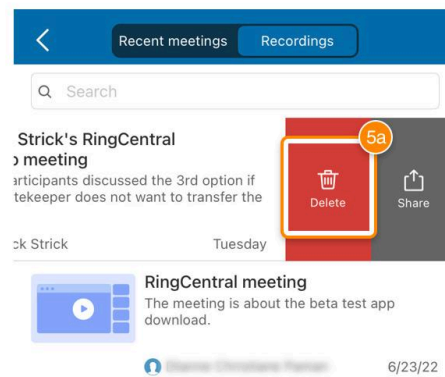 Recent meetings Recordings
Search
Strick's RingCentral
meeting
articipants discussed the 3rd option if
tekeeper does not want to transfer the
ck Strick Tuesday
5a
Delete
Share
RingCentral meeting
The meeting is about the beta test app
download.
6/23/22